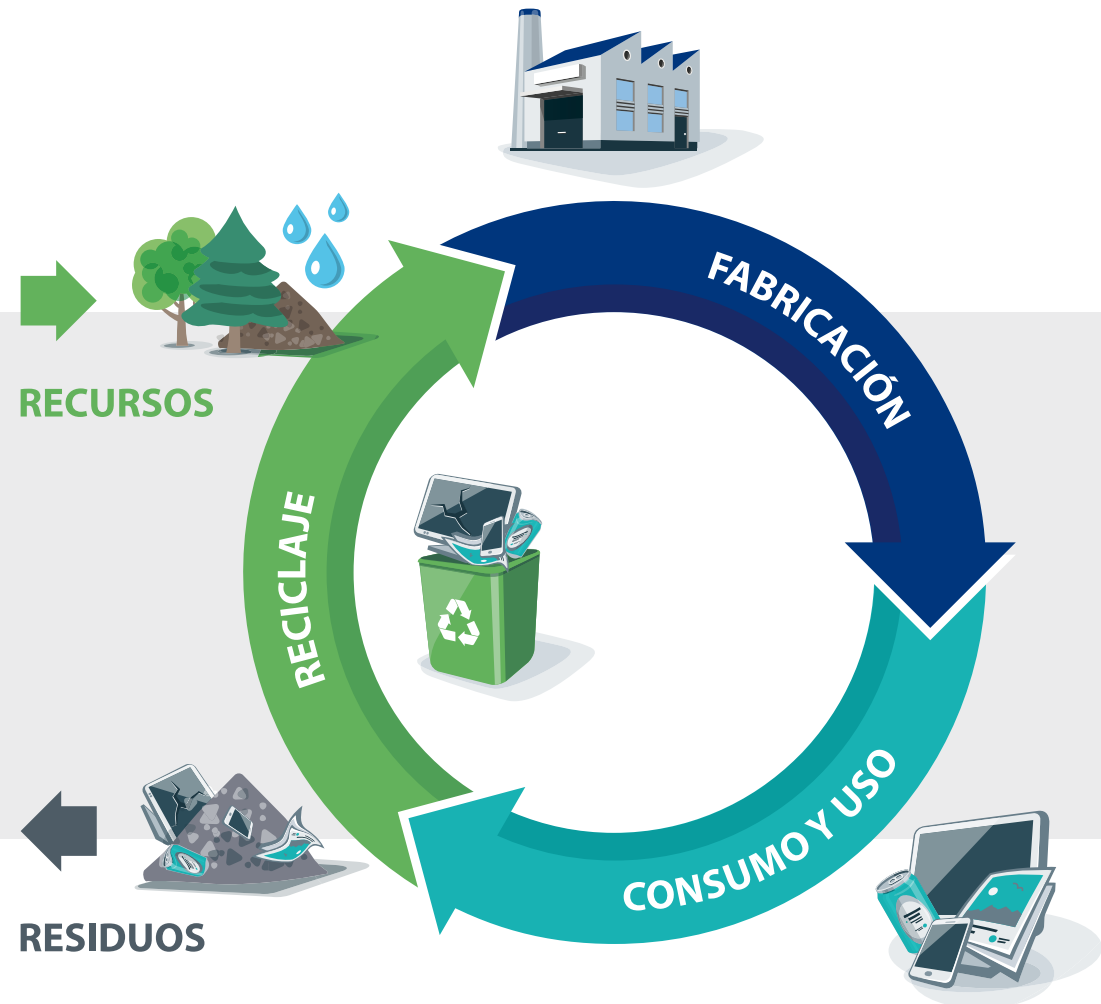 FABRICACIÓN
RECURSOS
RECICLAJE
CONSUMO Y USO
RESIDUOS